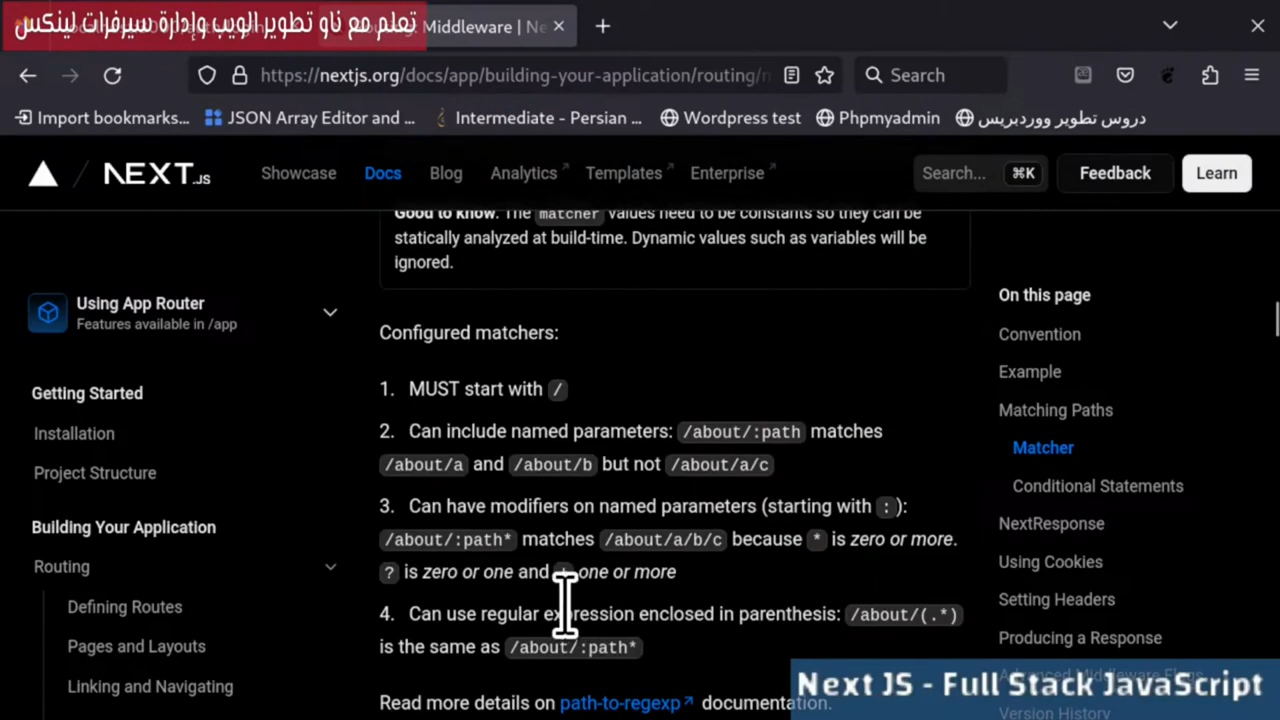 تعلم مع ناو تطوير الويب وإدارة سيرفرات لينكس
Middleware | Ne
https://nextjs.org/docs/app/building-your-application/routing/
Search
Import bookmarks...
JSON Array Editor and ...
Intermediate - Persian ...
Wordpress test
Phpmyadmin
دروس تطوير ووردبريس
NEXT.JS
Showcase
Docs
Blog
Analytics
Templates
Enterprise
Search...
⌘K
Feedback
Learn
Good to know: The matcher values need to be constants so they can be
statically analyzed at build-time. Dynamic values such as variables will be
ignored.
Using App Router
Features available in /app
Getting Started
Installation
Project Structure
Building Your Application
Routing
Defining Routes
Pages and Layouts
Linking and Navigating
Configured matchers:
1. MUST start with /
2. Can include named parameters: /about/:path matches
/about/a and /about/b but not /about/a/c
3. Can have modifiers on named parameters (starting with :):
/about/:path* matches /about/a/b/c because * is zero or more.
? is zero or one and + one or more
4. Can use regular expression enclosed in parenthesis: /about/(.*)
is the same as /about/:path*
Read more details on path-to-regexp documentation.
On this page
Convention
Example
Matching Paths
Matcher
Conditional Statements
NextResponse
Using Cookies
Setting Headers
Producing a Response
Advanced Middleware Flags
Version History
Next JS - Full Stack JavaScript